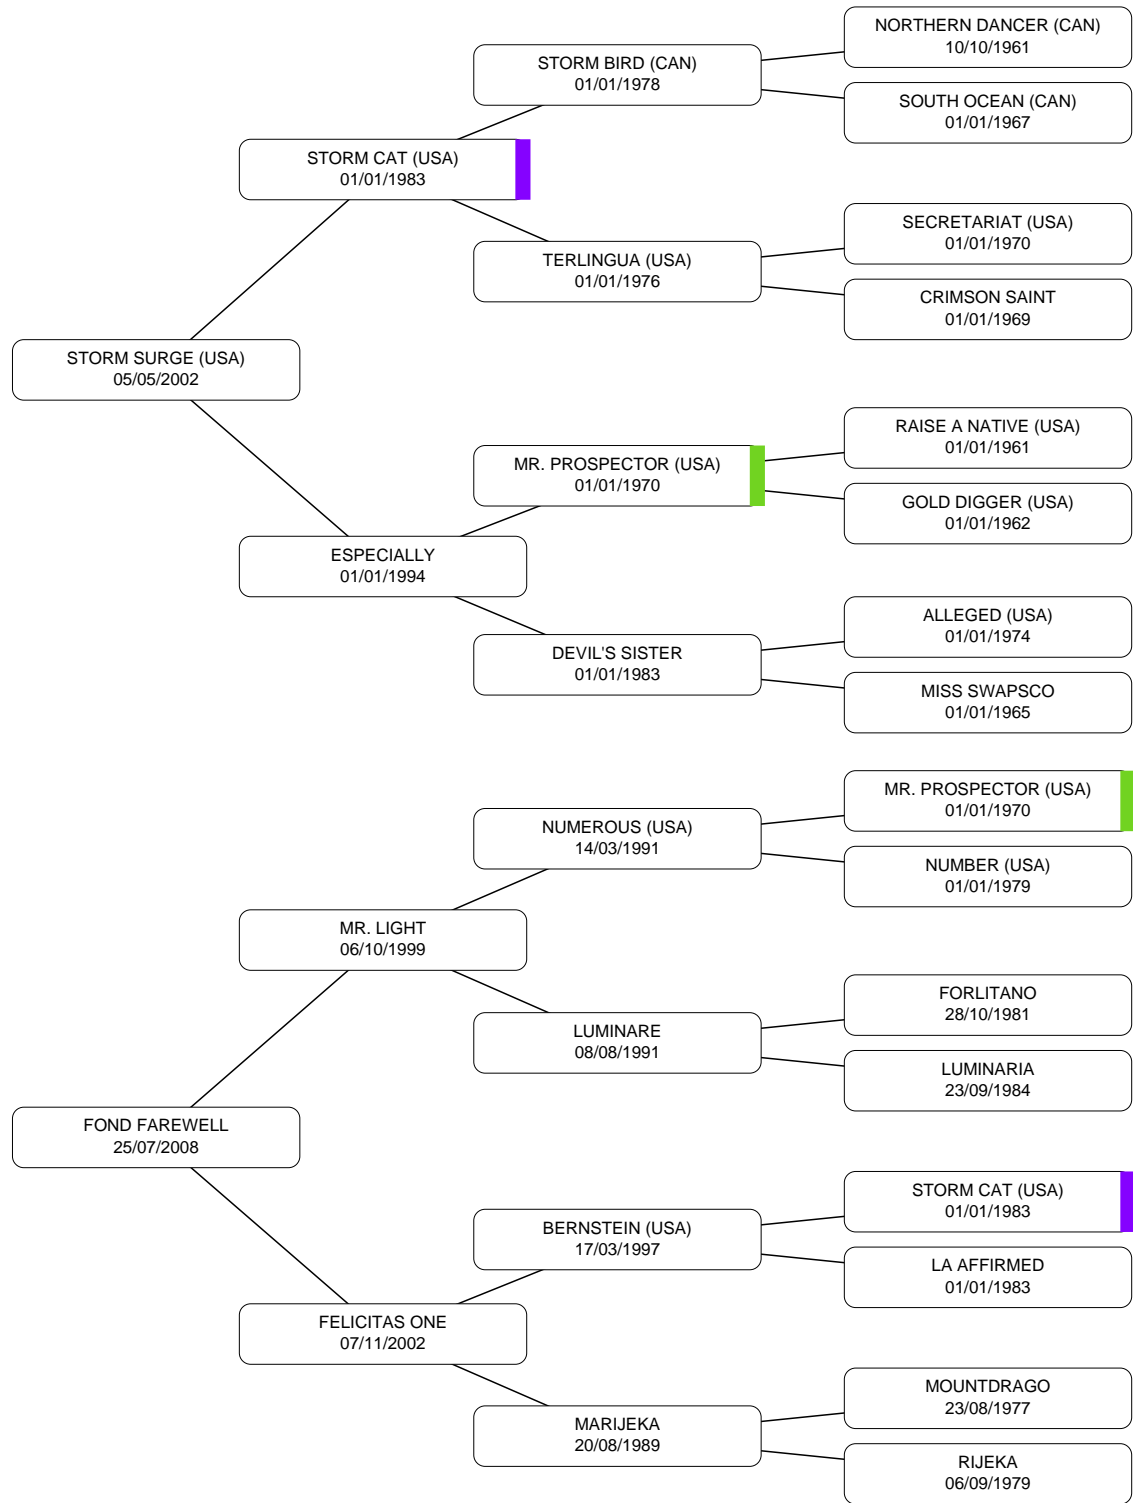 NORTHERN DANCER (CAN)
10/10/1961
STORM BIRD (CAN)
01/01/1978
SOUTH OCEAN (CAN)
01/01/1967
STORM CAT (USA)
01/01/1983
SECRETARIAT (USA)
01/01/1970
TERLINGUA (USA)
01/01/1976
CRIMSON SAINT
01/01/1969
STORM SURGE (USA)
05/05/2002
RAISE A NATIVE (USA)
01/01/1961
MR. PROSPECTOR (USA)
01/01/1970
GOLD DIGGER (USA)
01/01/1962
ESPECIALLY
01/01/1994
ALLEGED (USA)
01/01/1974
DEVIL'S SISTER
01/01/1983
MISS SWAPSCO
01/01/1965
MR. PROSPECTOR (USA)
01/01/1970
NUMEROUS (USA)
14/03/1991
NUMBER (USA)
01/01/1979
MR. LIGHT
06/10/1999
FORLITANO
28/10/1981
LUMINARE
08/08/1991
LUMINARIA
23/09/1984
FOND FAREWELL
25/07/2008
STORM CAT (USA)
01/01/1983
BERNSTEIN (USA)
17/03/1997
LA AFFIRMED
01/01/1983
FELICITAS ONE
07/11/2002
MOUNTDRAGO
23/08/1977
MARIJEKA
20/08/1989
RIJEKA
06/09/1979